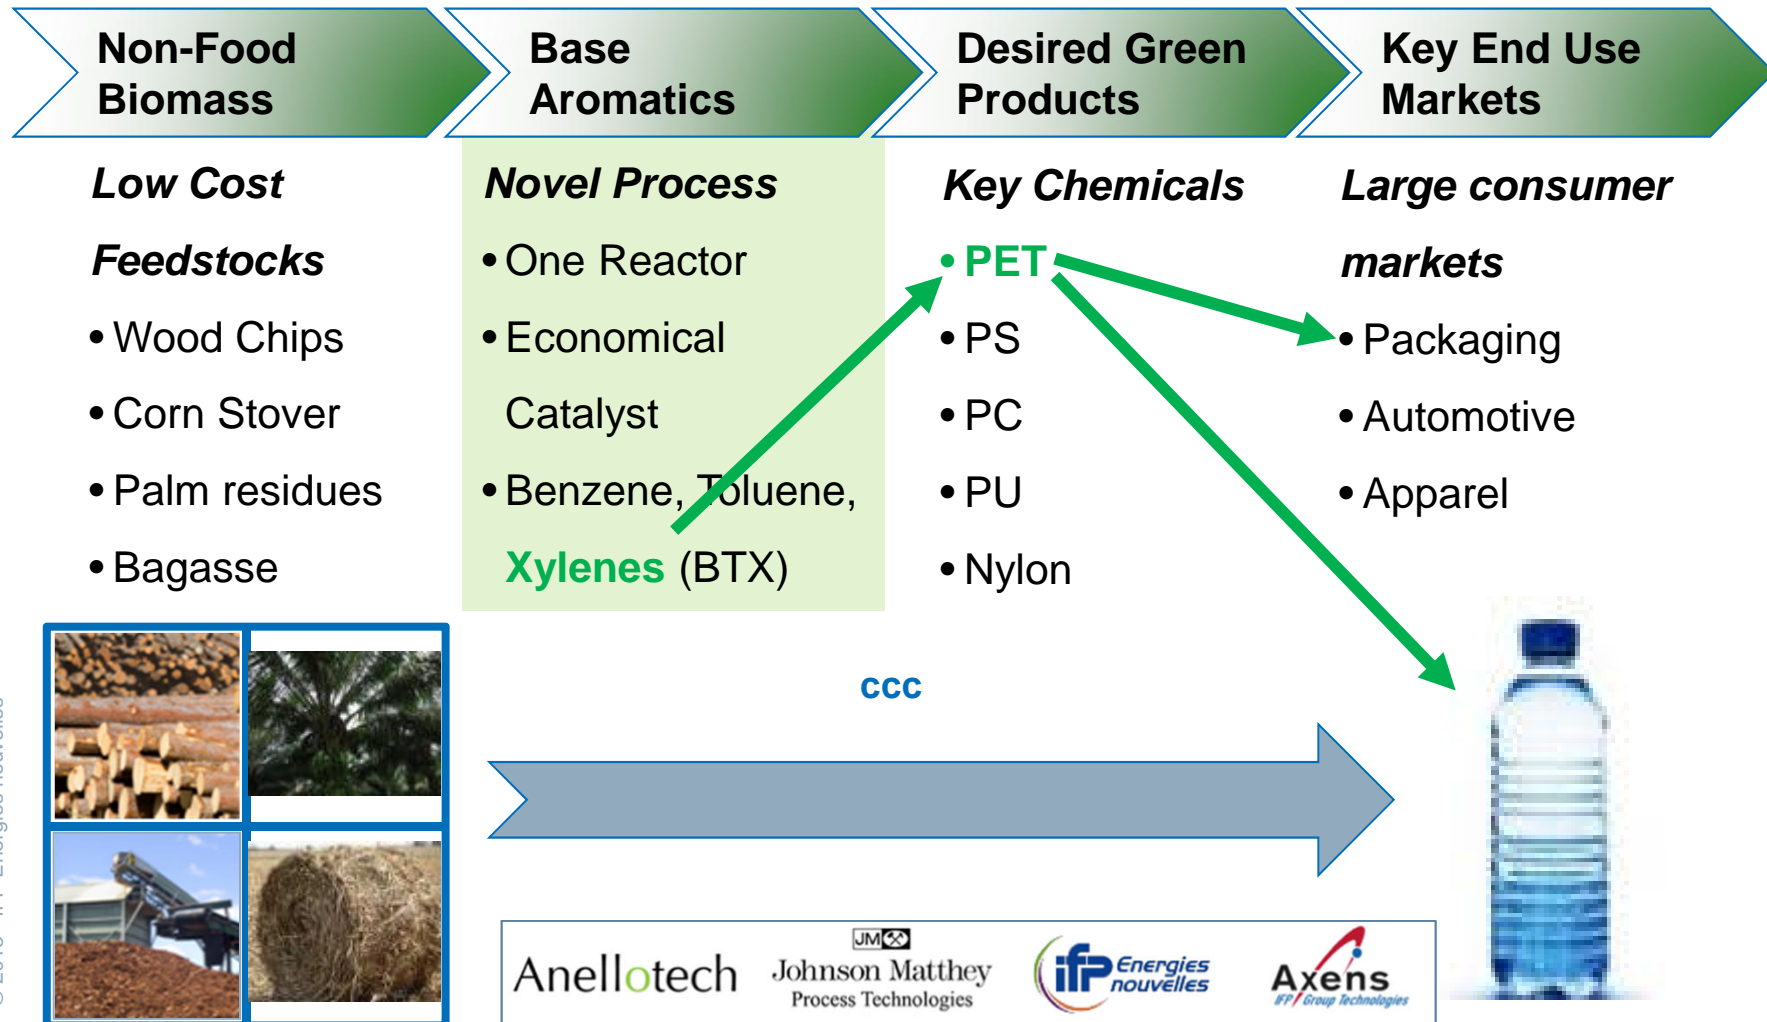 Non-Food
Biomass
Base
Aromatics
Desired Green
Products
Key End Use
Markets
Low Cost
Feedstocks
• Wood Chips
• Corn Stover
• Palm residues
• Bagasse
Novel Process
• One Reactor
• Economical
Catalyst
• Benzene, Toluene,
Xylenes (BTX)
Key Chemicals
• PET
• PS
• PC
• PU
• Nylon
Large consumer
markets
• Packaging
• Automotive
• Apparel
ccc
Anellotech
JM
Johnson Matthey
Process Technologies
ifp Energies
nouvelles
Axens
IFP Group Technologies